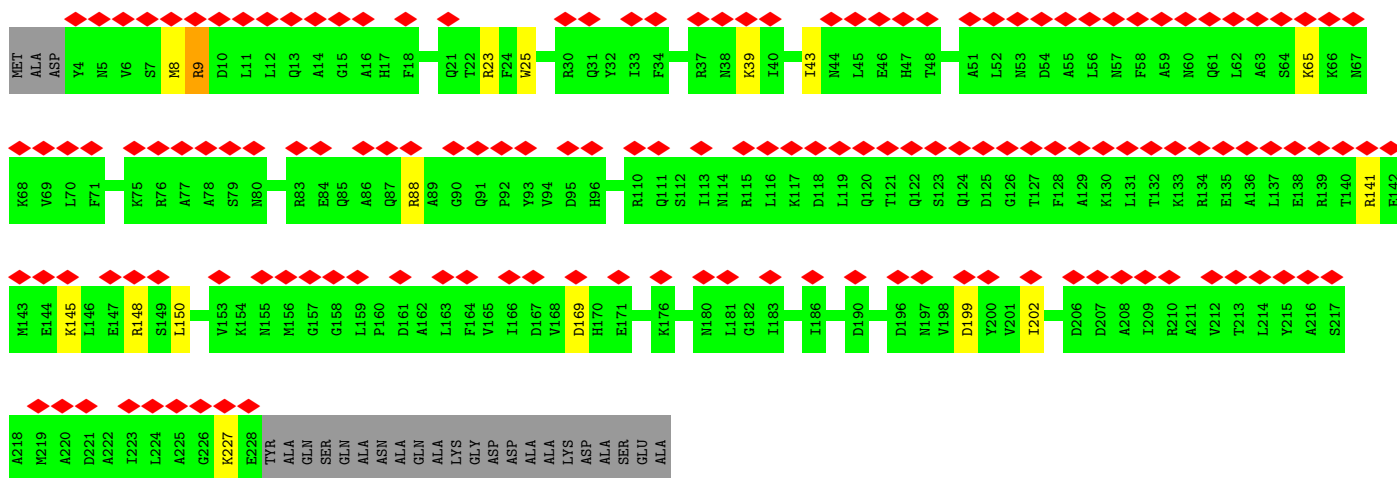 MET ALA ASP Y4 N5 V6 S7 M8 R9 D10 L11 L12 Q13 A14 G15 A16 H17 F18 Q21 T22 R23 F24 W25 R30 Q31 Y32 I33 F34 R37 N38 K39 I40 I43 N44 L45 E46 H47 T48 A51 L52 N53 D54 A55 L56 N57 F58 A59 N60 Q61 L62 A63 S64 K65 K66 N67
K68 V69 L70 F71 K75 R76 A77 A78 S79 N80 R83 E84 Q85 A86 Q87 R88 A89 G90 Q91 P92 Y93 V94 D95 H96 R110 Q111 S112 I113 N114 R115 L116 K117 D118 L119 Q120 T121 Q122 S123 Q124 D125 G126 T127 F128 A129 K130 L131 T132 K133 R134 E135 A136 L137 E138 R139 T140 R141 E142
M143 E144 K145 L146 E147 R148 S149 L150 V153 K154 N155 M156 G157 G158 L159 P160 D161 A162 L163 F164 V165 I166 D167 V168 D169 H170 E171 K176 N180 L181 G182 I183 I186 D190 D196 N197 V198 D199 Y200 V201 I202 D206 D207 A208 I209 R210 A211 V212 T213 L214 Y215 A216 S217
A218 M219 A220 D221 A222 I223 L224 A225 G226 K227 E228 TYR ALA GLN SER GLN ALA ASN ALA GLN ALA LYS GLY ASP ASP ALA ALA LYS ASP ALA SER GLU ALA